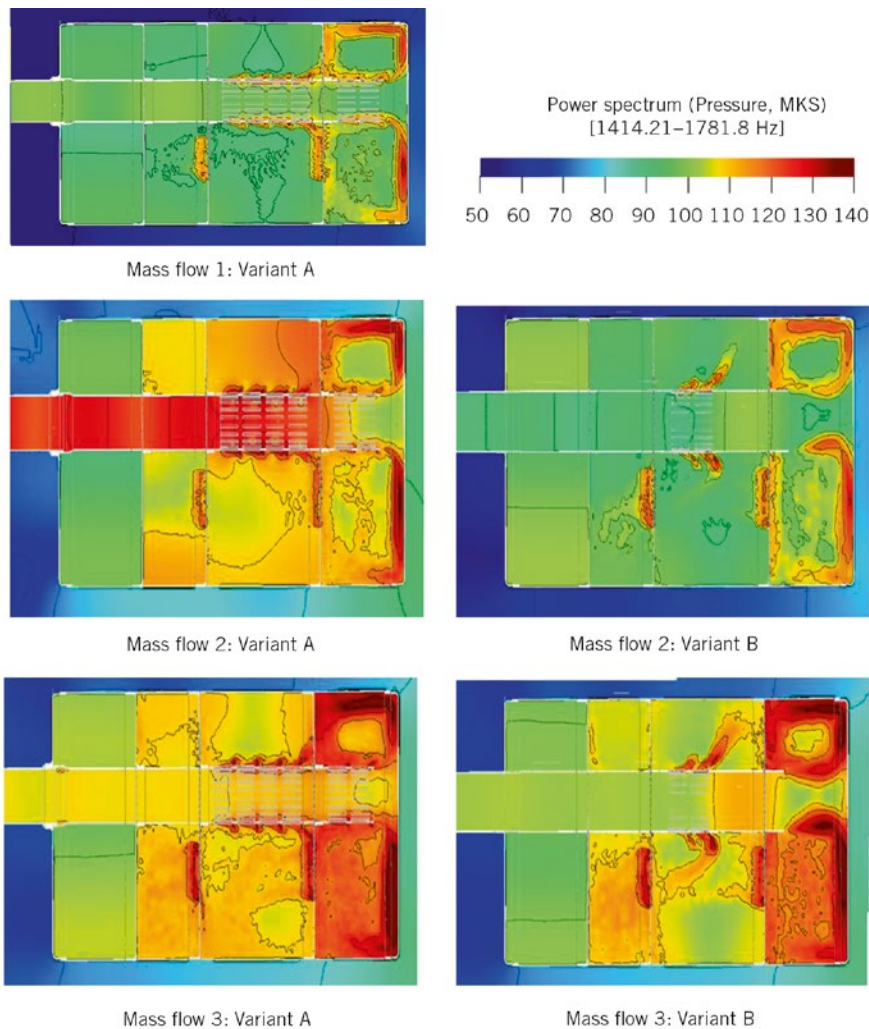 Power spectrum (Pressure, MKS)
[1414.21–1781.8 Hz]
50 60 70 80 90 100 110 120 130 140
Mass flow 1: Variant A
Mass flow 2: Variant A
Mass flow 2: Variant B
Mass flow 3: Variant A
Mass flow 3: Variant B